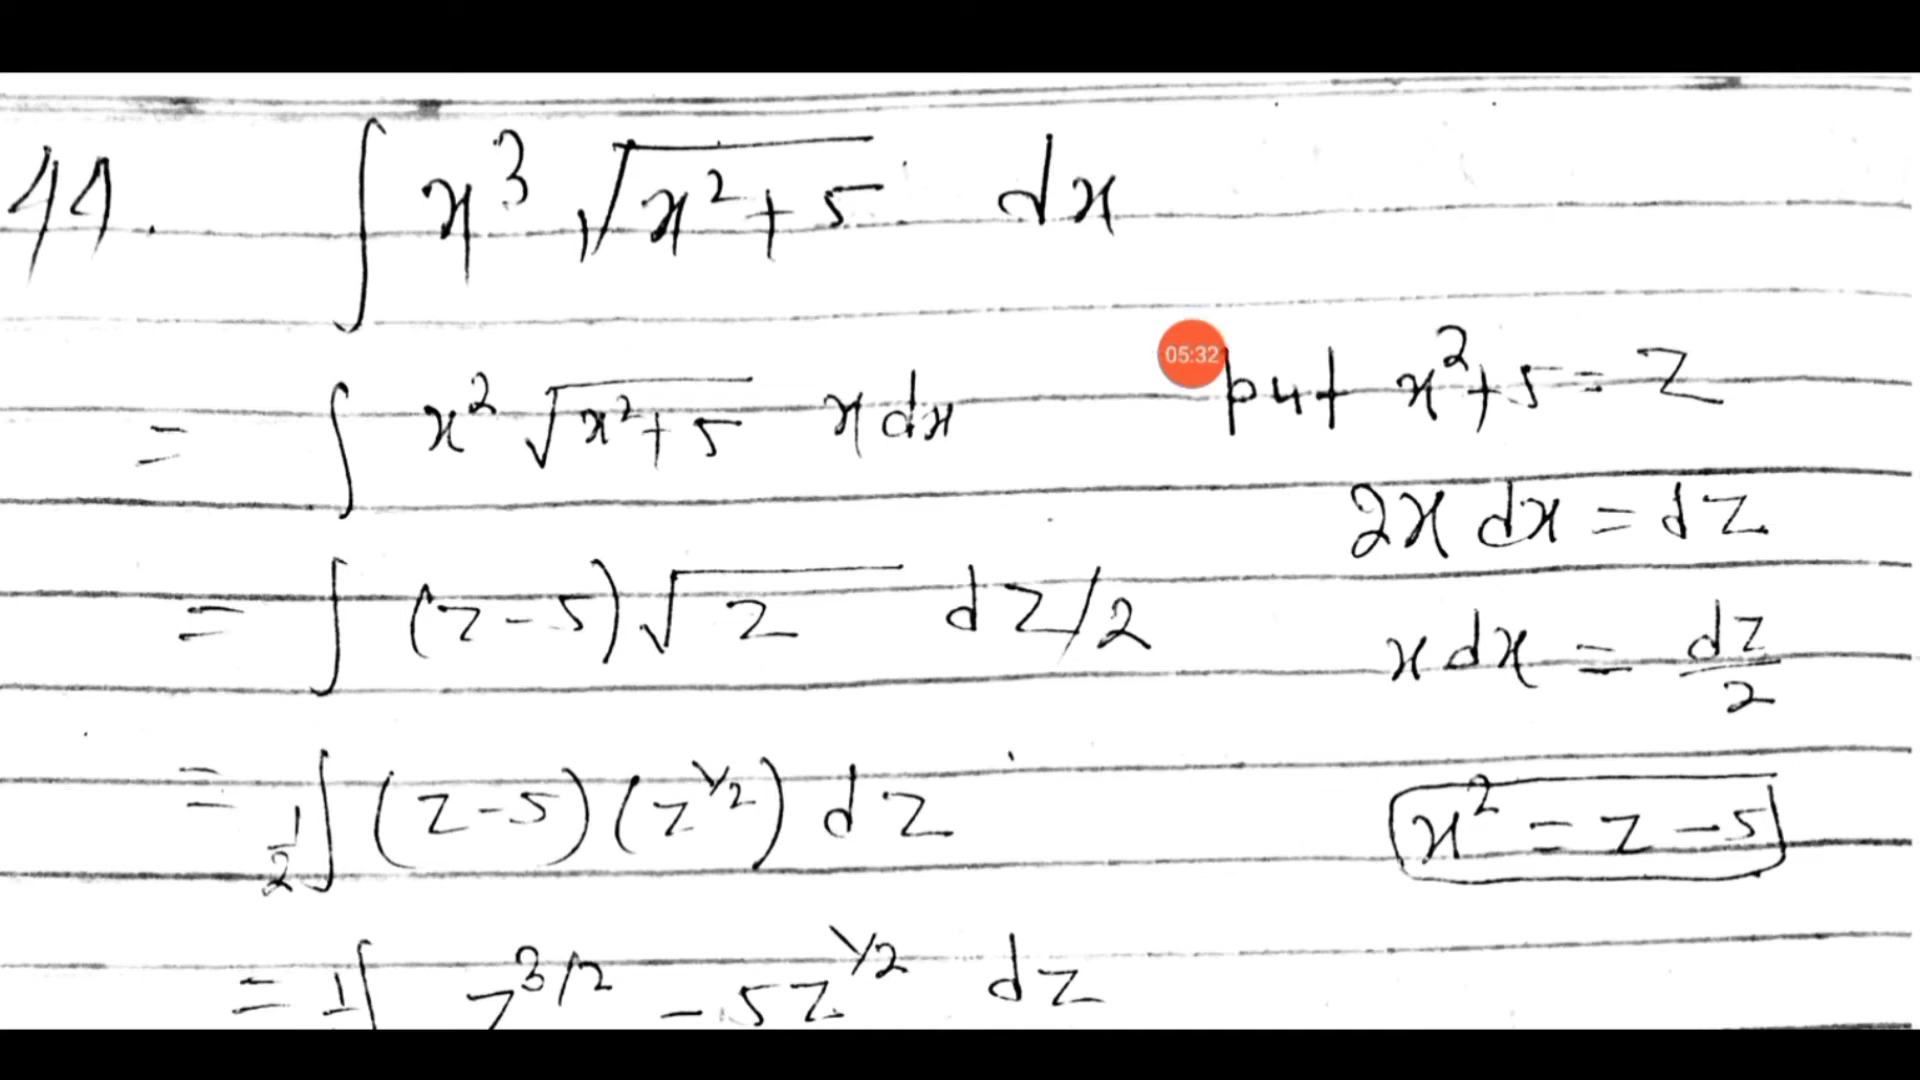 44. ∫ x³ √(x²+5) dx
= ∫ x² √(x²+5) x dx
05:32
put x²+5 = z
2x dx = dz
= ∫ (z-5) √z dz/2
x dx = dz/2
= 1/2 ∫ (z-5) (z^1/2) dz
x² = z-5
= 1 ∫ z^3/2 - 5z^1/2 dz